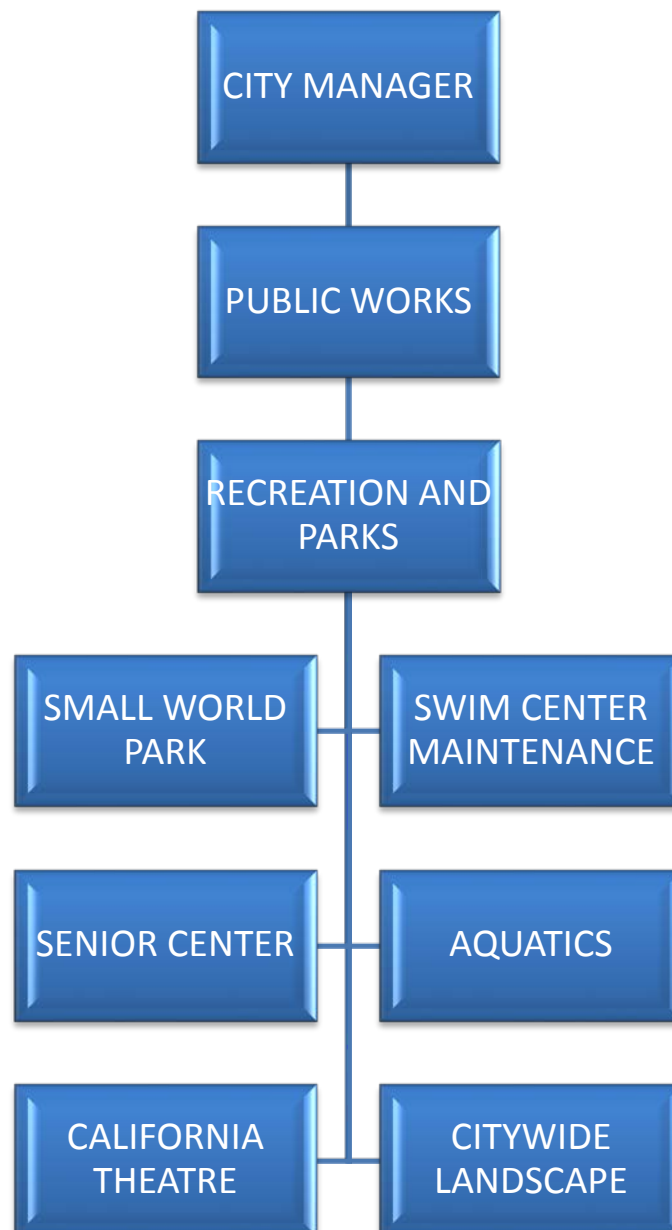 CITY MANAGER
PUBLIC WORKS
RECREATION AND
PARKS
SMALL WORLD
PARK
SWIM CENTER
MAINTENANCE
SENIOR CENTER
AQUATICS
CALIFORNIA
THEATRE
CITYWIDE
LANDSCAPE